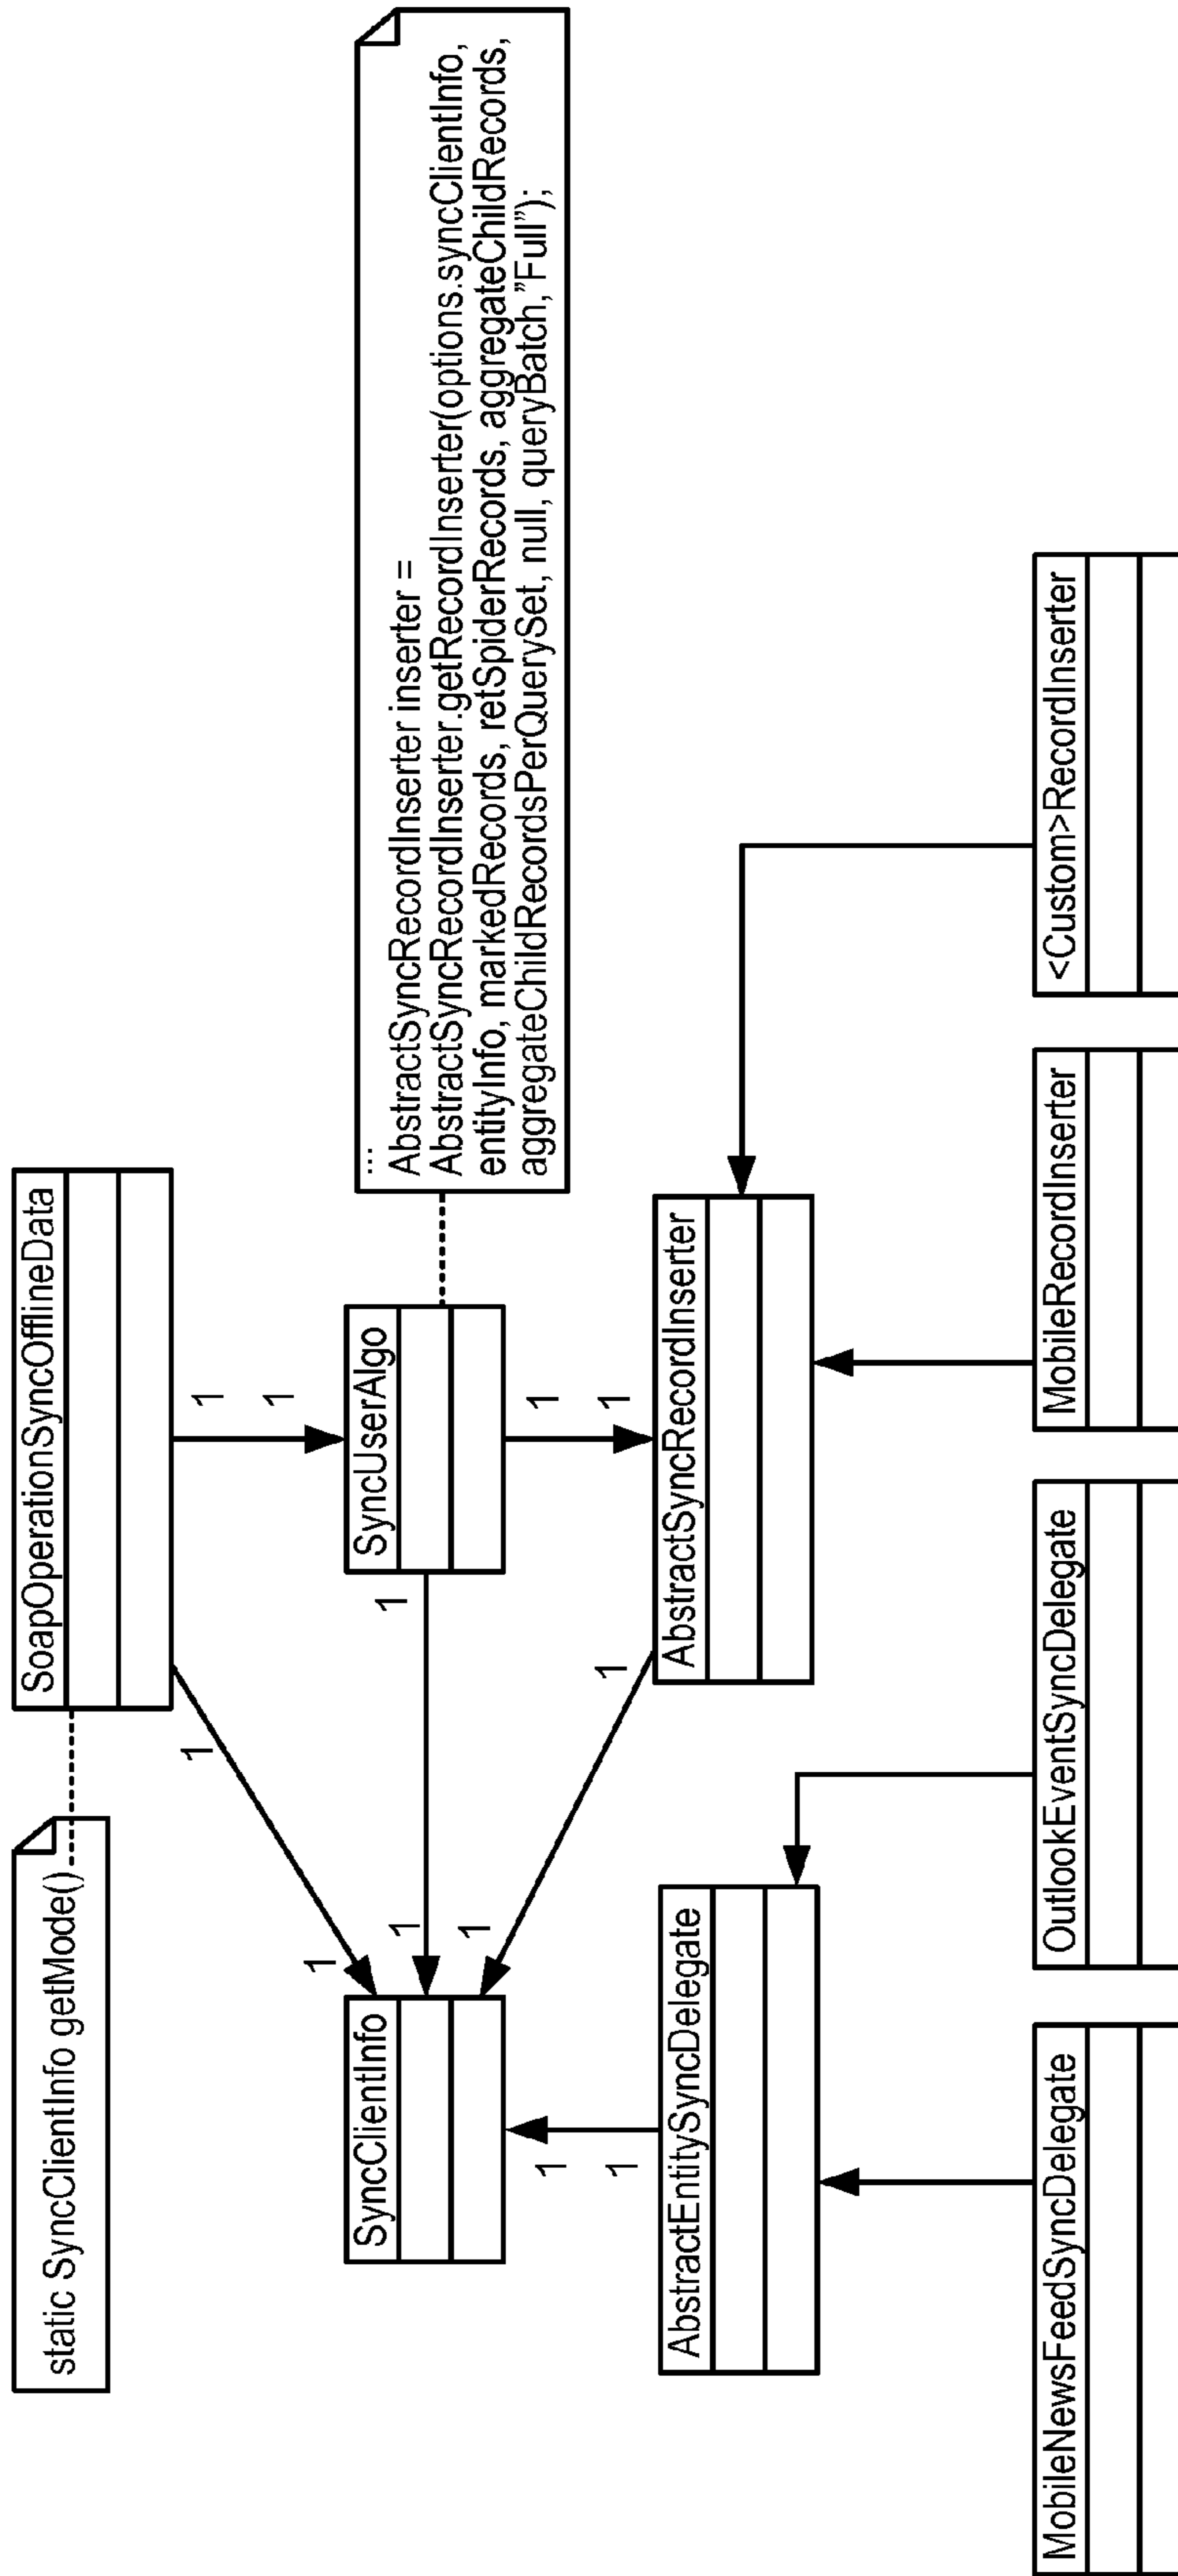 static SyncClientInfo getMode()
SoapOperationSyncOfflineData
1
1
1
1
SyncClientInfo
1
1
SyncUserAlgo
...
AbstractSyncRecordInserter inserter =
AbstractSyncRecordInserter.getRecordInserter(options.syncClientInfo,
entityInfo, markedRecords, retSpiderRecords, aggregateChildRecords,
aggregateChildRecordsPerQuerySet, null, queryBatch,"Full");
1
1
1
1
1
1
AbstractEntitySyncDelegate
AbstractSyncRecordInserter
MobileNewsFeedSyncDelegate
OutlookEventSyncDelegate
MobileRecordInserter
<Custom>RecordInserter